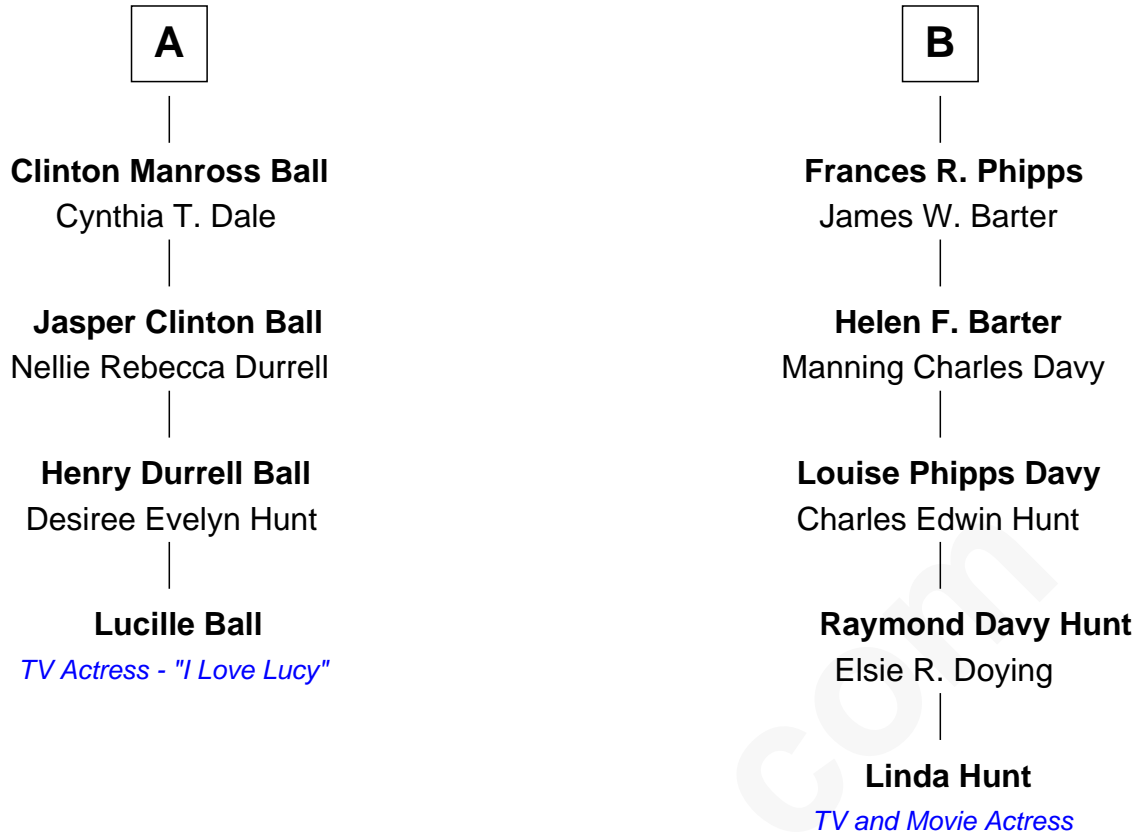 A
Clinton Manross Ball
Cynthia T. Dale
Jasper Clinton Ball
Nellie Rebecca Durrell
Henry Durrell Ball
Desiree Evelyn Hunt
Lucille Ball
TV Actress - "I Love Lucy"
B
Frances R. Phipps
James W. Barter
Helen F. Barter
Manning Charles Davy
Louise Phipps Davy
Charles Edwin Hunt
Raymond Davy Hunt
Elsie R. Doying
Linda Hunt
TV and Movie Actress
com